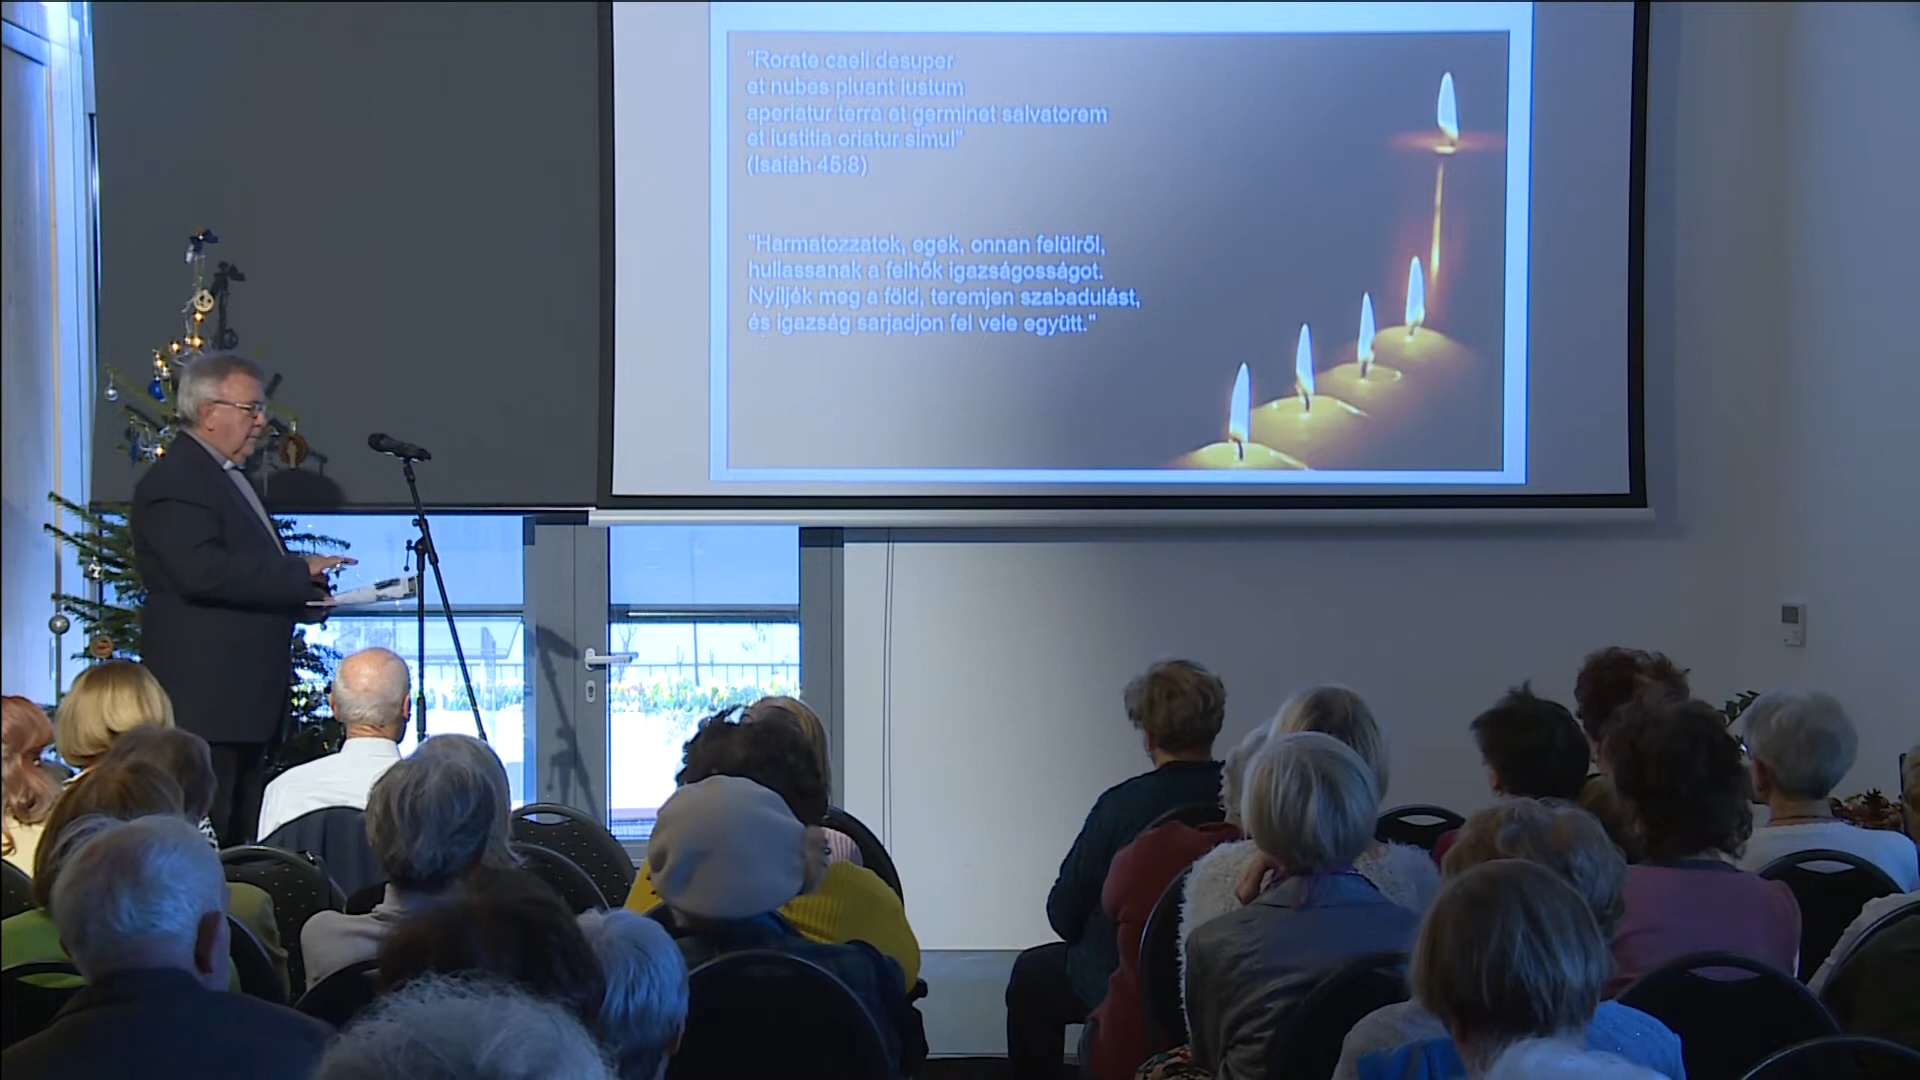 "Rorate caeli desuper
et nubes pluant iustum
aperiatur terra et germinet salvatorem
et iustitia oriatur simul"
(Isaiah 45:8)
"Harmatozzatok, egek, onnan felülről,
hullassanak a felhők igazságosságot.
Nyíljék meg a föld, teremjen szabadulást,
és igazság sarjadjon fel vele együtt."